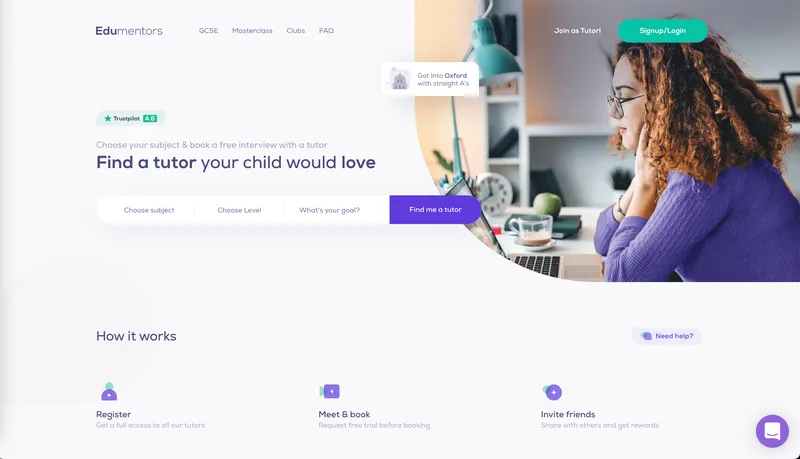 Edumentors
GCSE
Masterclass
Clubs
FAQ
Join as Tutor!
Signup/Login
Got into Oxford
with straight A's
Trustpilot 4.6
Choose your subject & book a free interview with a tutor
Find a tutor your child would love
Choose subject
Choose Level
What's your goal?
Find me a tutor
How it works
Need help?
Register
Get a full access to all our tutors
Meet & book
Request free trial before booking
Invite friends
Share with others and get rewards